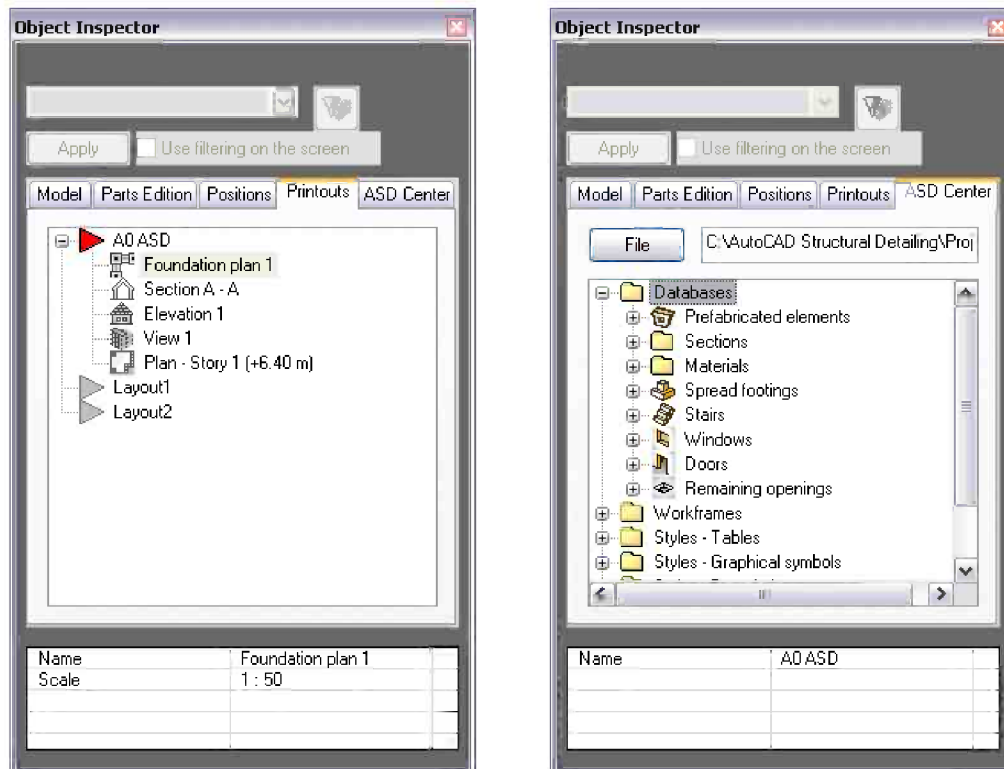 Object Inspector
Apply
Use filtering on the screen
Model Parts Edition Positions Printouts ASD Center
A0 ASD
Foundation plan 1
Section A - A
Elevation 1
View 1
Plan - Story 1 (+6.40 m)
Layout1
Layout2
Name Foundation plan 1
Scale 1 : 50
Object Inspector
Apply
Use filtering on the screen
Model Parts Edition Positions Printouts ASD Center
File C:\AutoCAD Structural Detailing\Proj
Databases
Prefabricated elements
Sections
Materials
Spread footings
Stairs
Windows
Doors
Remaining openings
Workframes
Styles - Tables
Styles - Graphical symbols
Name A0 ASD